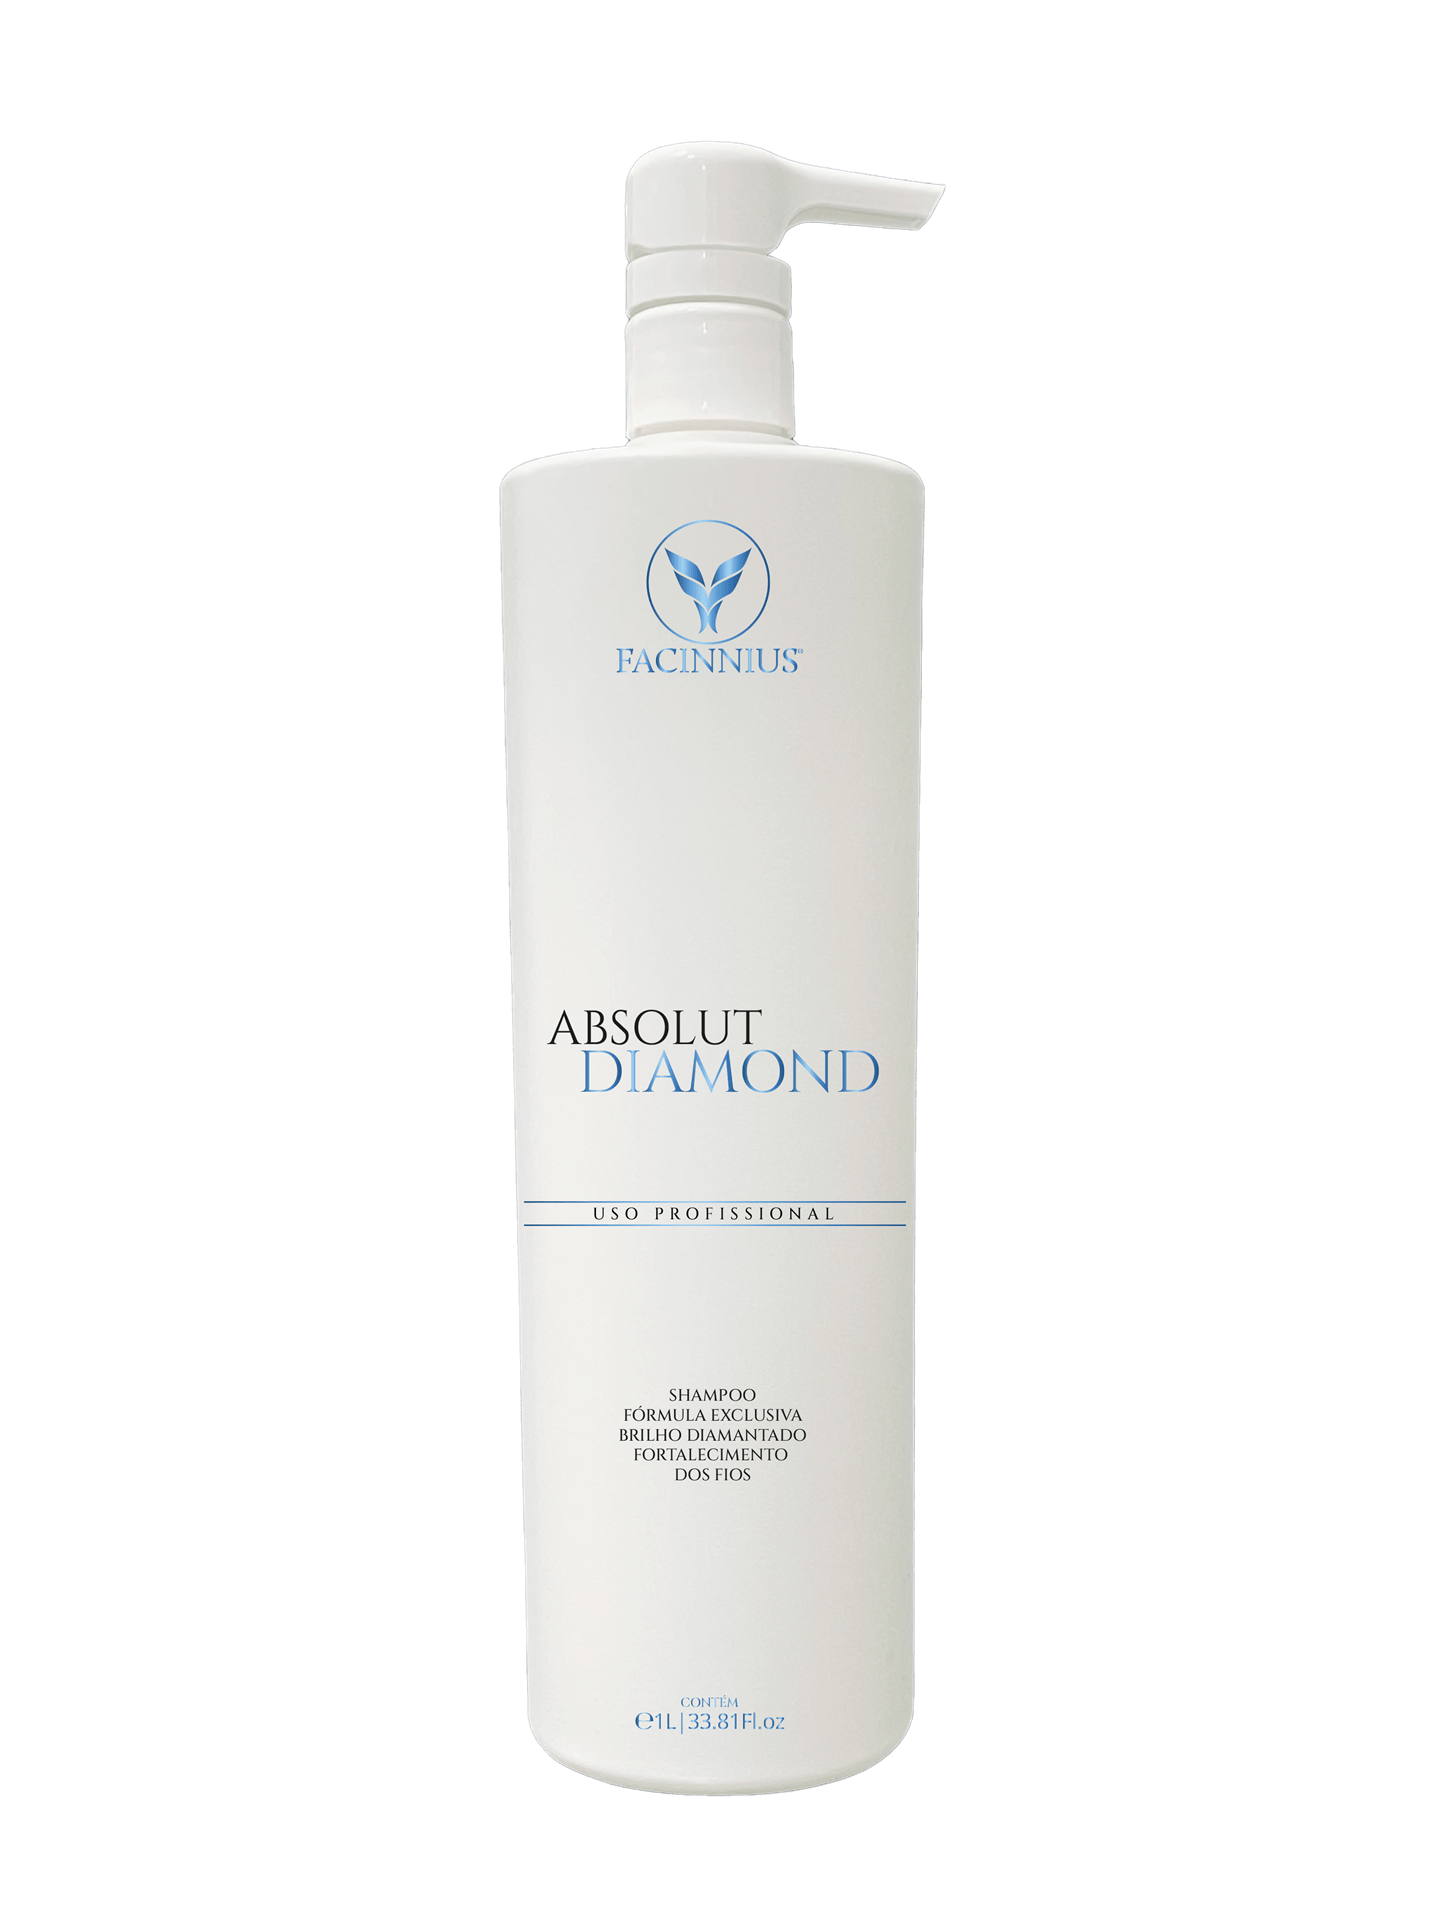 FACINNIUS®
ABSOLUT
DIAMOND
USO PROFISSIONAL
SHAMPOO
FÓRMULA EXCLUSIVA
BRILHO DIAMANTADO
FORTALECIMENTO
DOS FIOS
CONTÉM
℮1L|33.81Fl.oz